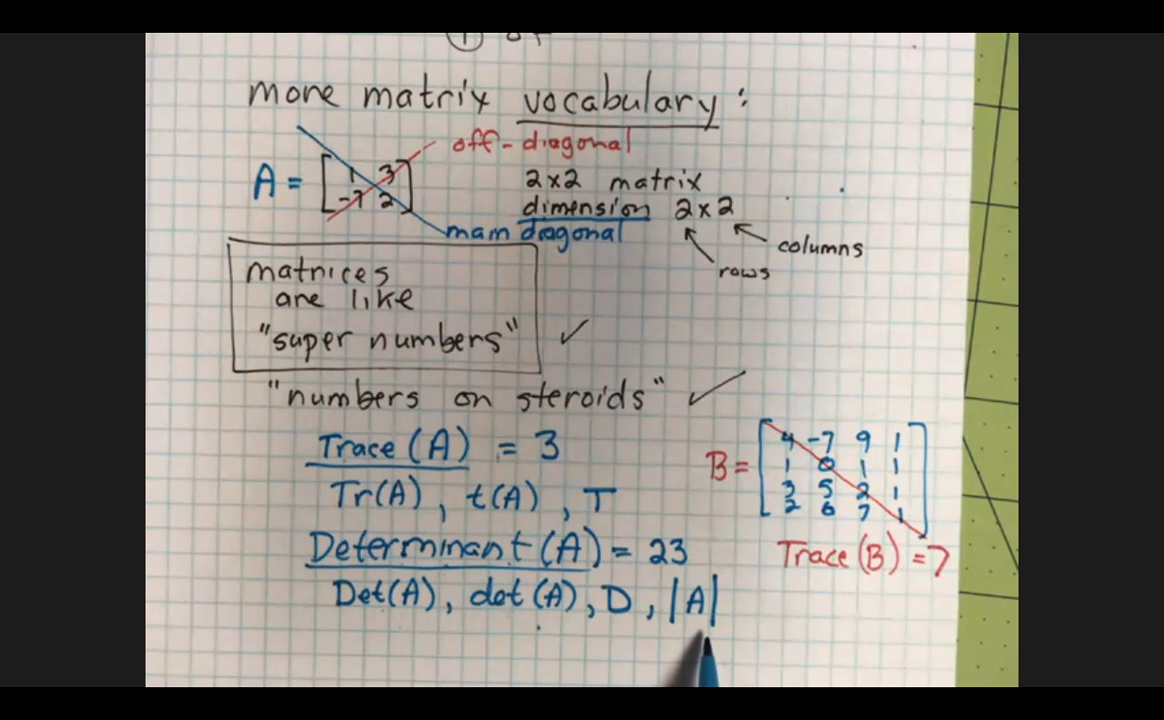 more matrix vocabulary :
off-diagonal
A = [ 1 3
-7 2 ]
2x2 matrix
dimension 2x2
main diagonal
columns
rows
matrices
are like
"super numbers" ✓
"numbers on steroids" ✓
Trace (A) = 3
Tr(A), t(A), T
B = [ 4 -7 9 1
1 0 1 1
3 5 2 1
2 6 7 1 ]
Trace (B) = 7
Determinant (A) = 23
Det(A), det (A), D, |A|